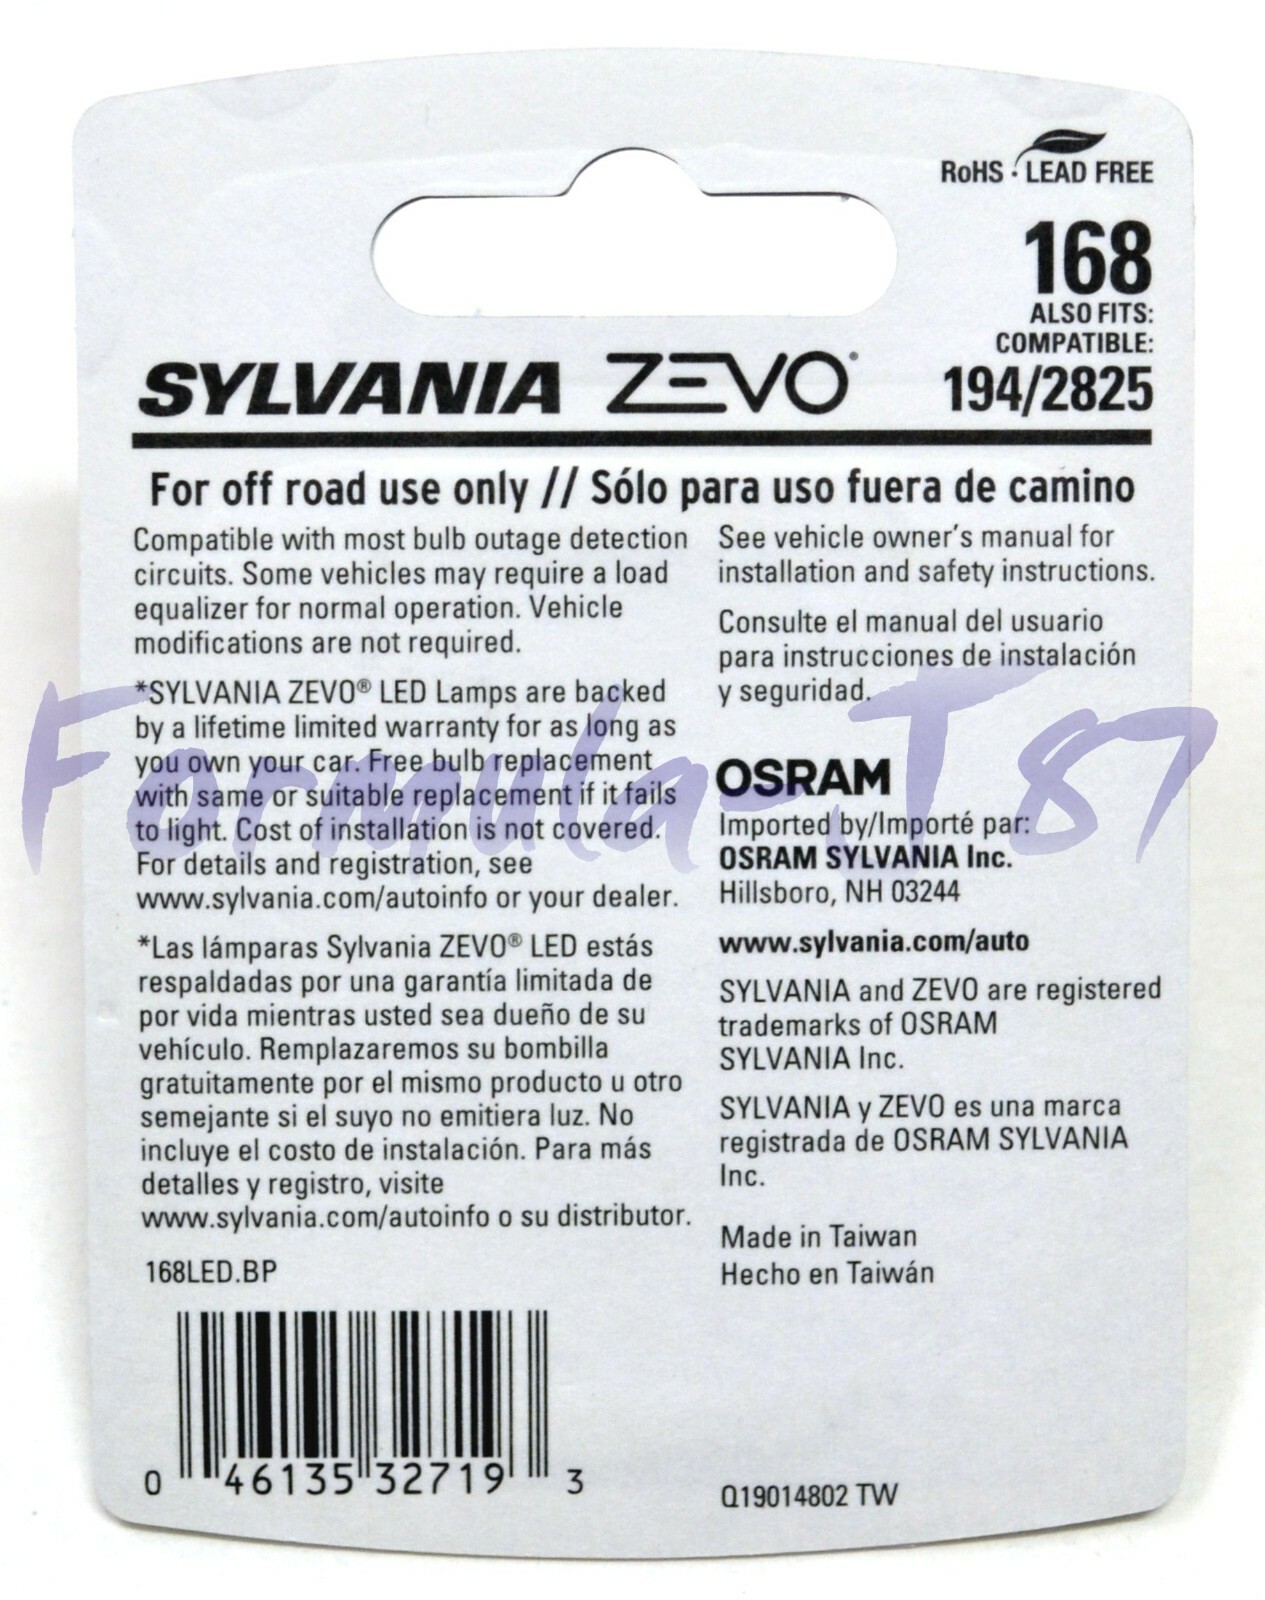 RoHS · LEAD FREE
168
ALSO FITS:
COMPATIBLE:
194/2825
SYLVANIA ZEVO®
For off road use only // Sólo para uso fuera de camino
Compatible with most bulb outage detection
circuits. Some vehicles may require a load
equalizer for normal operation. Vehicle
modifications are not required.
*SYLVANIA ZEVO® LED Lamps are backed
by a lifetime limited warranty for as long as
you own your car. Free bulb replacement
with same or suitable replacement if it fails
to light. Cost of installation is not covered.
For details and registration, see
www.sylvania.com/autoinfo or your dealer.
*Las lámparas Sylvania ZEVO® LED estás
respaldadas por una garantía limitada de
por vida mientras usted sea dueño de su
vehículo. Remplazaremos su bombilla
gratuitamente por el mismo producto u otro
semejante si el suyo no emitiera luz. No
incluye el costo de instalación. Para más
detalles y registro, visite
www.sylvania.com/autoinfo o su distributor.
168LED.BP
0 46135 32719 3
See vehicle owner's manual for
installation and safety instructions.
Consulte el manual del usuario
para instrucciones de instalación
y seguridad.
OSRAM
Imported by/Importé par:
OSRAM SYLVANIA Inc.
Hillsboro, NH 03244
www.sylvania.com/auto
SYLVANIA and ZEVO are registered
trademarks of OSRAM
SYLVANIA Inc.
SYLVANIA y ZEVO es una marca
registrada de OSRAM SYLVANIA
Inc.
Made in Taiwan
Hecho en Taiwán
Q19014802 TW
Formula-J87